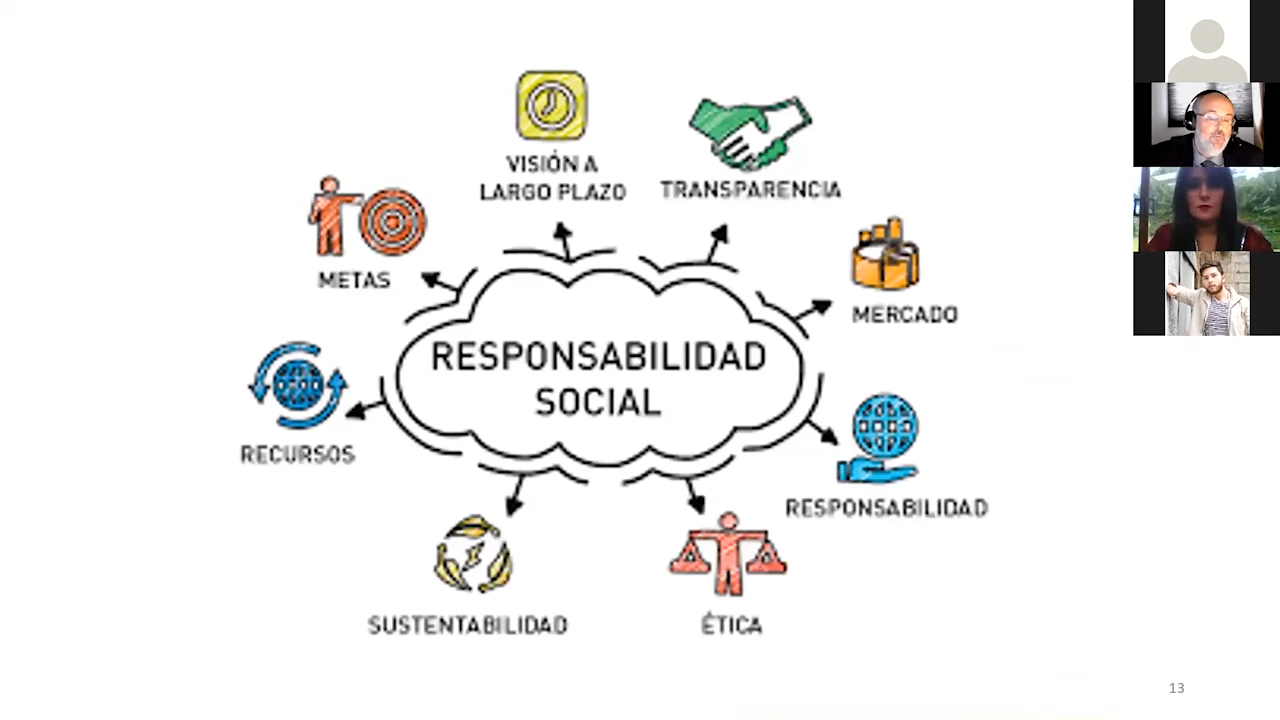 VISIÓN A
LARGO PLAZO
TRANSPARENCIA
METAS
MERCADO
RESPONSABILIDAD
SOCIAL
RECURSOS
RESPONSABILIDAD
SUSTENTABILIDAD
ÉTICA
13